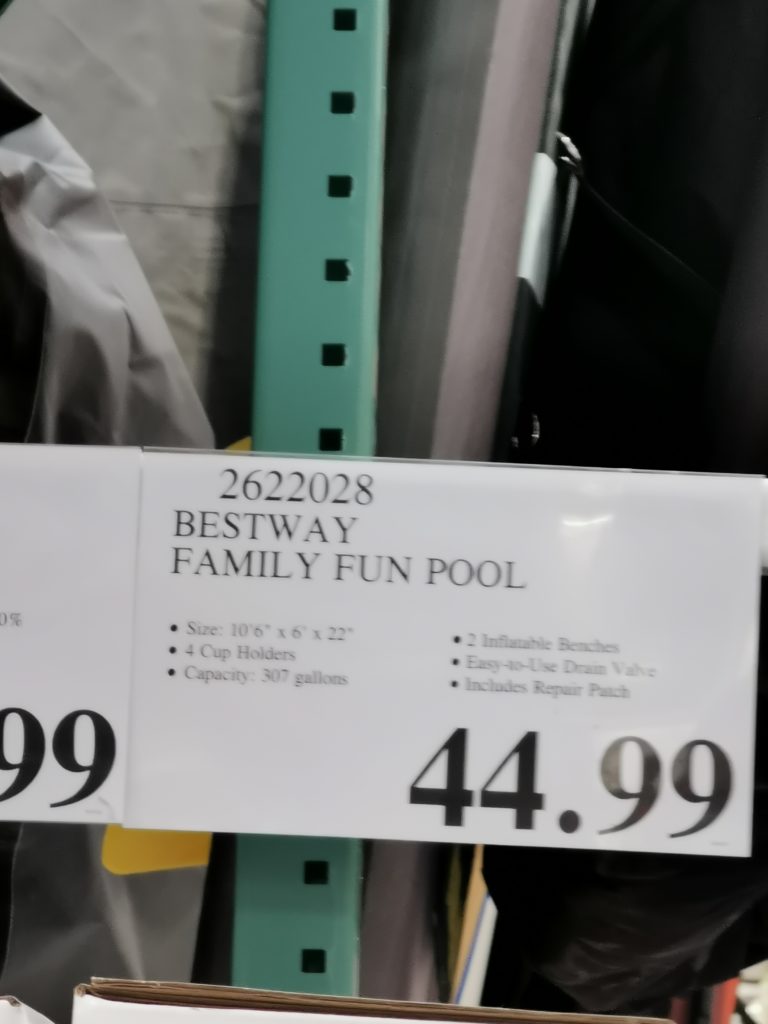 2622028
BESTWAY
FAMILY FUN POOL
• Size: 10'6" x 6' x 22"
• 4 Cup Holders
• Capacity: 307 gallons
• 2 Inflatable Benches
• Easy-to-Use Drain Valve
• Includes Repair Patch
44.99
0%
99